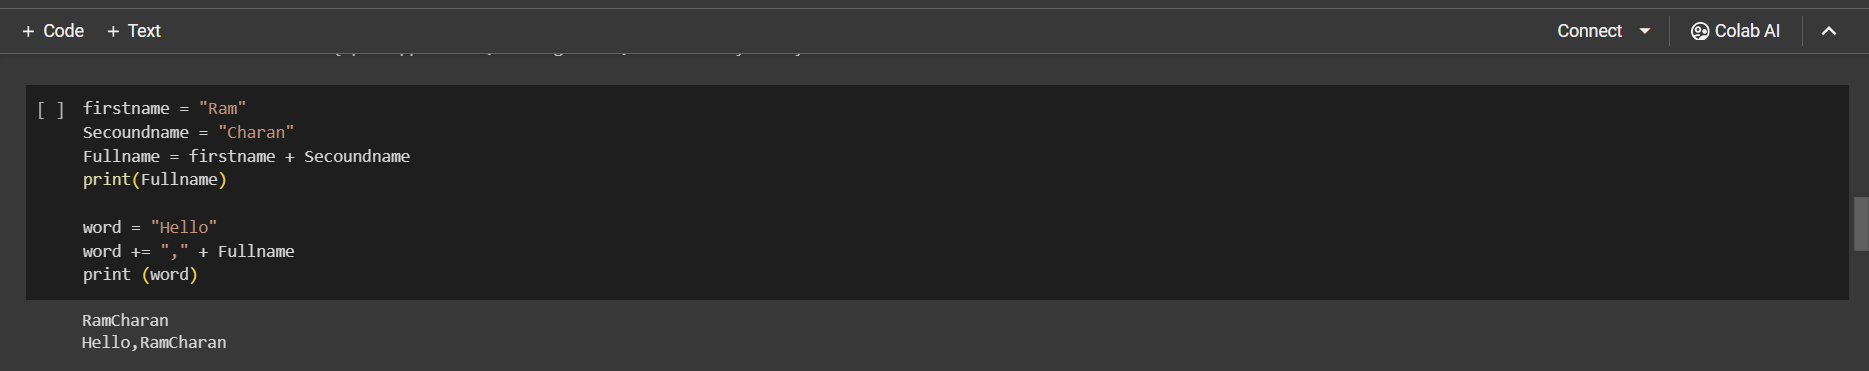 + Code + Text Connect Colab AI
[ ] firstname = "Ram"
Secoundname = "Charan"
Fullname = firstname + Secoundname
print(Fullname)
word = "Hello"
word += "," + Fullname
print (word)
RamCharan
Hello,RamCharan